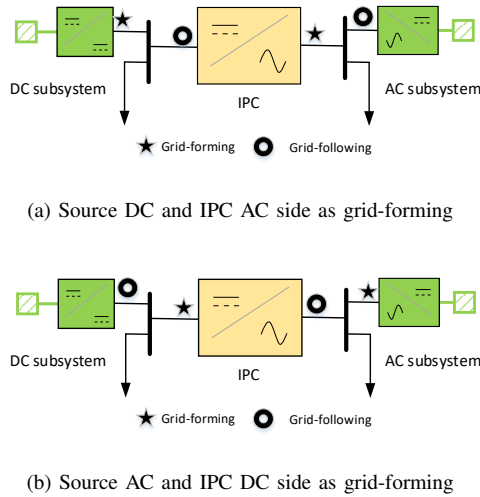 DC subsystem
IPC
AC subsystem
Grid-forming
Grid-following
(a) Source DC and IPC AC side as grid-forming
DC subsystem
IPC
AC subsystem
Grid-forming
Grid-following
(b) Source AC and IPC DC side as grid-forming